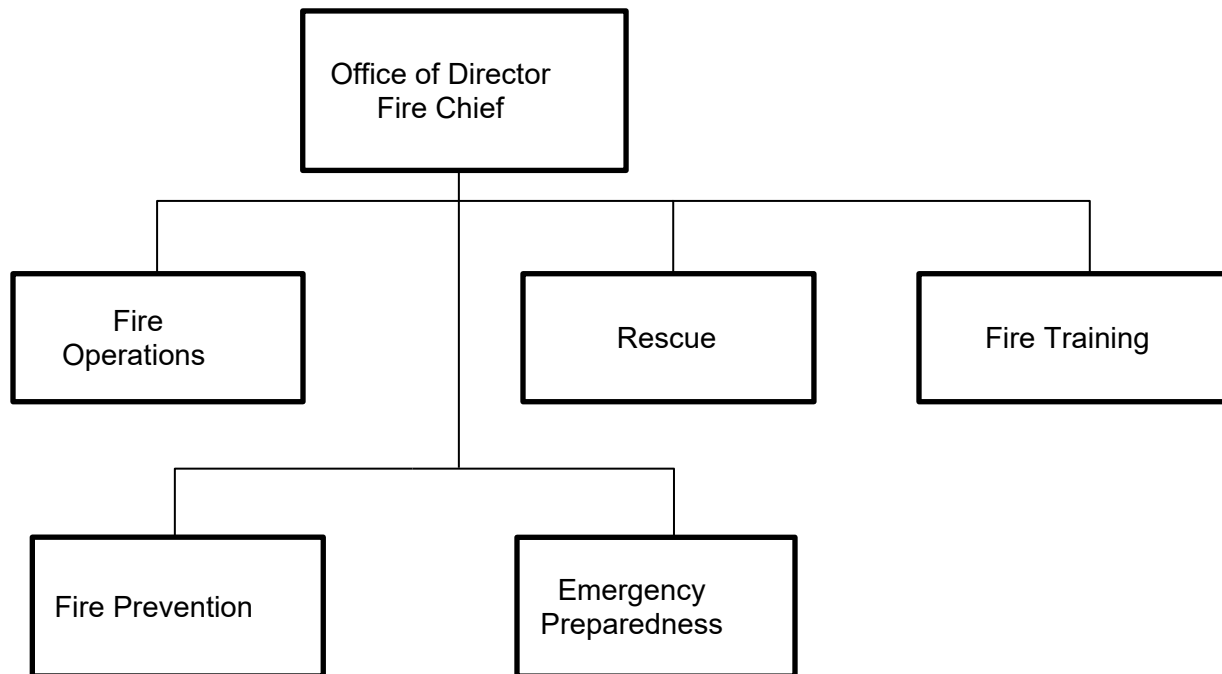 Office of Director
Fire Chief
Fire
Operations
Rescue
Fire Training
Fire Prevention
Emergency
Preparedness